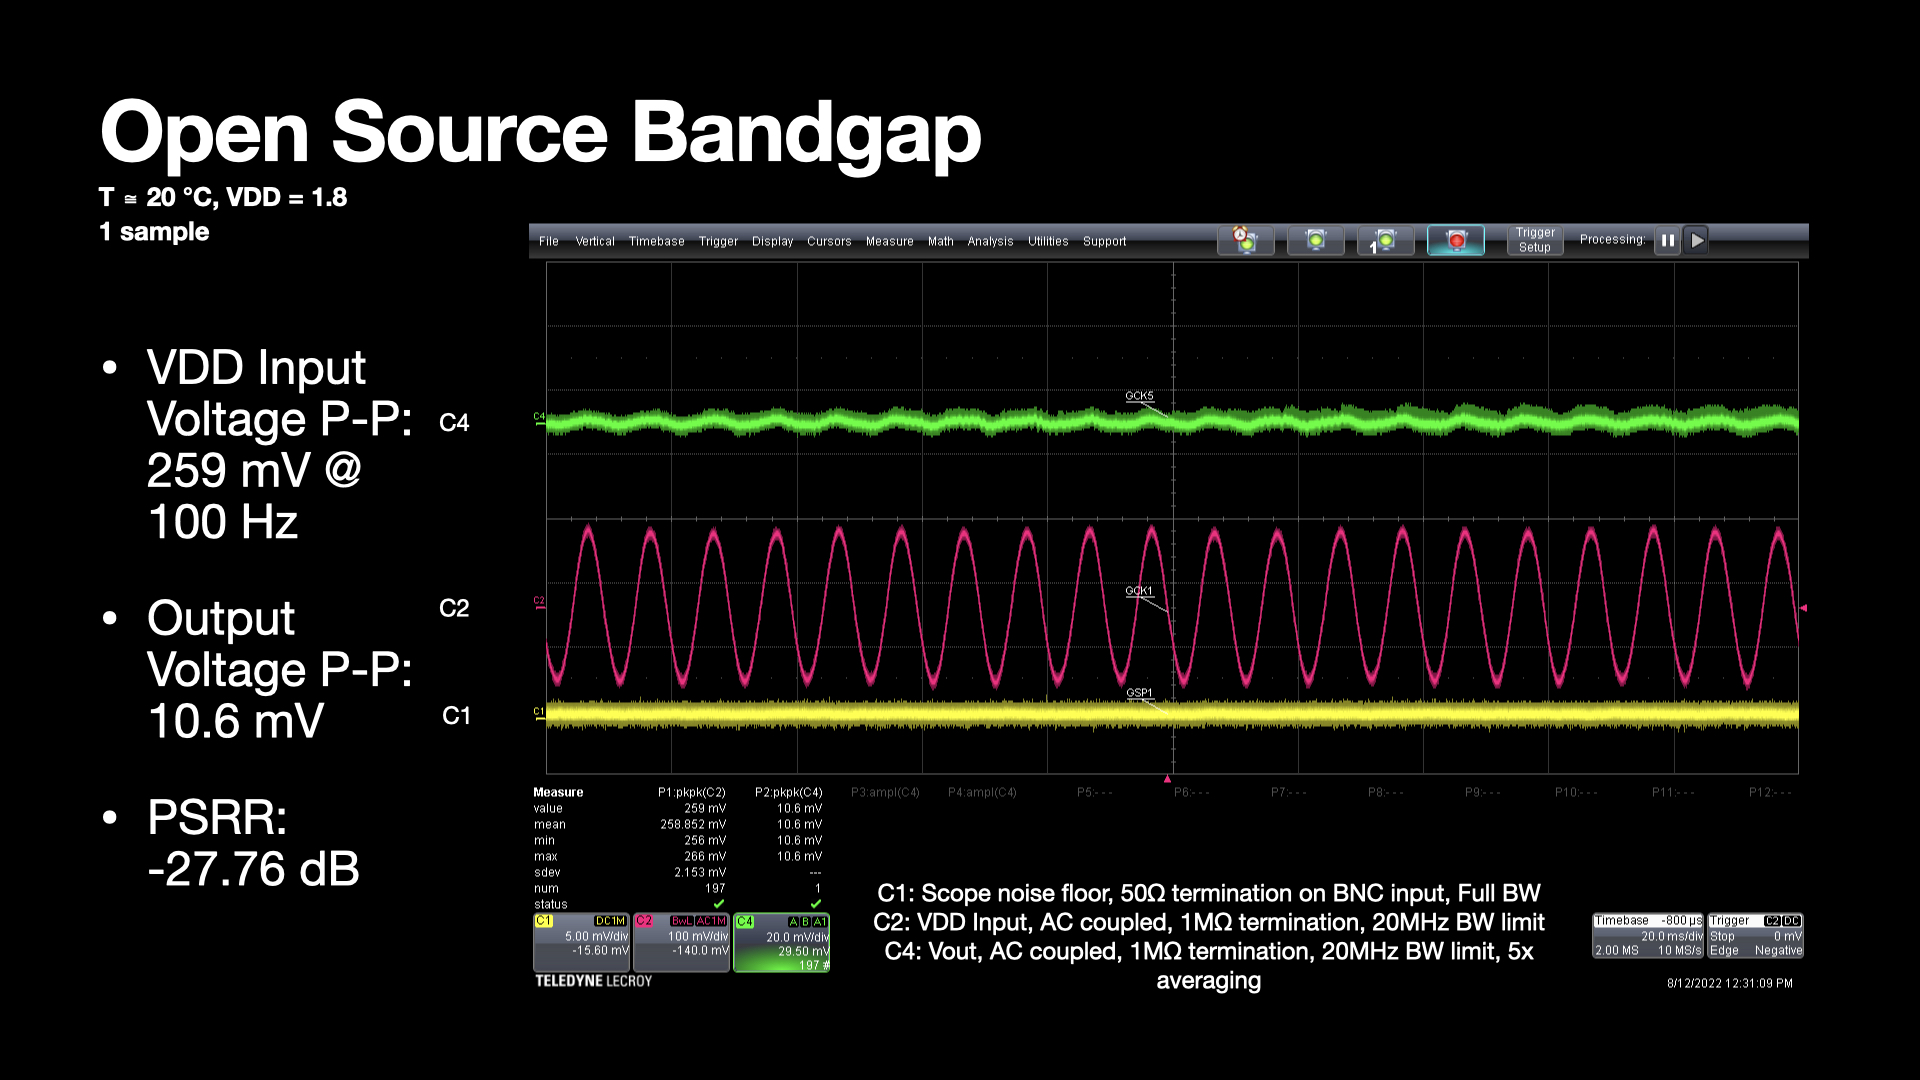 Open Source Bandgap
T ≅ 20 °C, VDD = 1.8
1 sample
• VDD Input
Voltage P-P:
259 mV @
100 Hz
• Output
Voltage P-P:
10.6 mV
• PSRR:
-27.76 dB
C4
C2
C1
File Vertical Timebase Trigger Display Cursors Measure Math Analysis Utilities Support
1
Trigger
Setup
Processing:
C4
GCK5
C2
GCK1
C1
GSP1
Measure P1:pkpk(C2) P2:pkpk(C4) P3:ampl(C4) P4:ampl(C4) P5:--- P6:--- P7:--- P8:--- P9:--- P10:--- P11:--- P12:---
value 259 mV 10.6 mV
mean 258.852 mV 10.6 mV
min 256 mV 10.6 mV
max 266 mV 10.6 mV
sdev 2.153 mV ---
num 197 1
status
C1 DC1M
5.00 mV/div
-15.60 mV
C2 BwL AC1M
100 mV/div
-140.0 mV
C4 A B A1
20.0 mV/div
29.50 mV
197 #
TELEDYNE LECROY
C1: Scope noise floor, 50Ω termination on BNC input, Full BW
C2: VDD Input, AC coupled, 1MΩ termination, 20MHz BW limit
C4: Vout, AC coupled, 1MΩ termination, 20MHz BW limit, 5x
averaging
Timebase -800 µs
20.0 ms/div
2.00 MS 10 MS/s
Trigger C2 DC
Stop 0 mV
Edge Negative
8/12/2022 12:31:09 PM